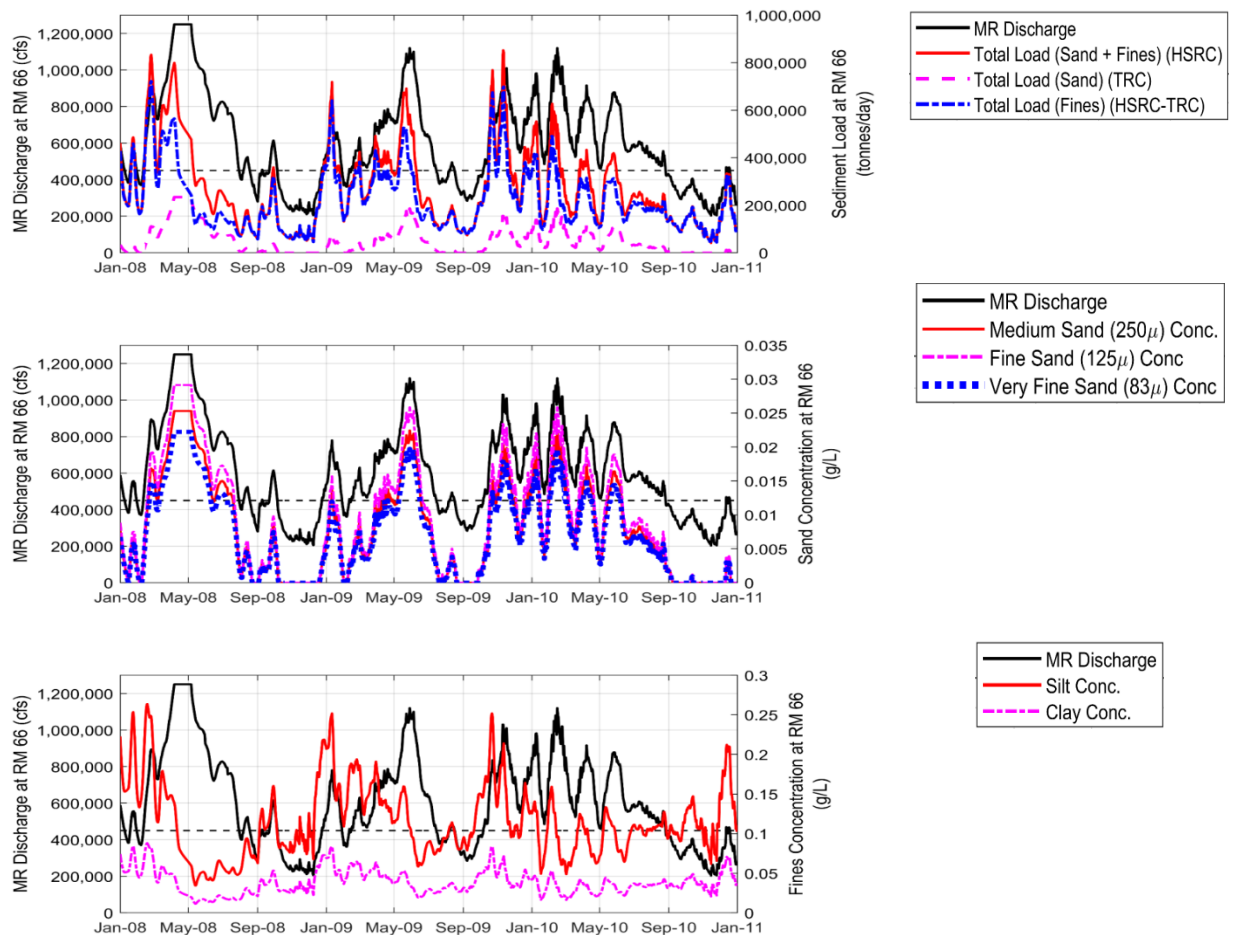 MR Discharge at RM 66 (cfs)
1,200,000
1,000,000
800,000
600,000
400,000
200,000
0
Jan-08 May-08 Sep-08 Jan-09 May-09 Sep-09 Jan-10 May-10 Sep-10 Jan-11
1,000,000
800,000
600,000
400,000
200,000
0
Sediment Load at RM 66
(tonnes/day)
MR Discharge
Total Load (Sand + Fines) (HSRC)
Total Load (Sand) (TRC)
Total Load (Fines) (HSRC-TRC)
MR Discharge at RM 66 (cfs)
1,200,000
1,000,000
800,000
600,000
400,000
200,000
0
Jan-08 May-08 Sep-08 Jan-09 May-09 Sep-09 Jan-10 May-10 Sep-10 Jan-11
0.035
0.03
0.025
0.02
0.015
0.01
0.005
0
Sand Concentration at RM 66
(g/L)
MR Discharge
Medium Sand (250μ) Conc.
Fine Sand (125μ) Conc
Very Fine Sand (83μ) Conc
MR Discharge at RM 66 (cfs)
1,200,000
1,000,000
800,000
600,000
400,000
200,000
0
Jan-08 May-08 Sep-08 Jan-09 May-09 Sep-09 Jan-10 May-10 Sep-10 Jan-11
0.3
0.25
0.2
0.15
0.1
0.05
0
Fines Concentration at RM 66
(g/L)
MR Discharge
Silt Conc.
Clay Conc.